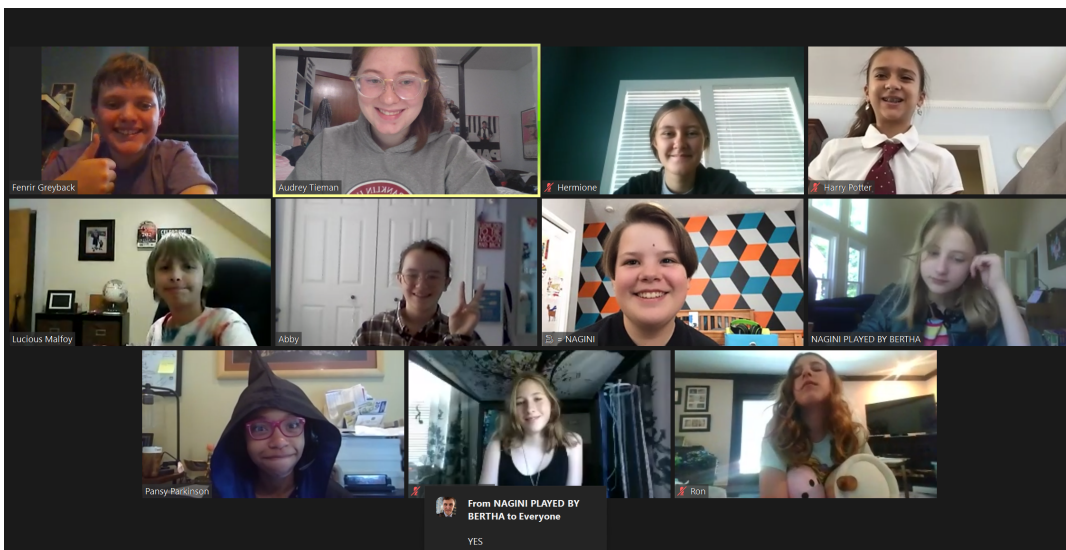 Fenrir Greyback
Audrey Tieman
Hermione
Harry Potter
Lucious Malfoy
Abby
= NAGINI
NAGINI PLAYED BY BERTHA
Pansy Parkinson
Ron
From NAGINI PLAYED BY
BERTHA to Everyone
YES